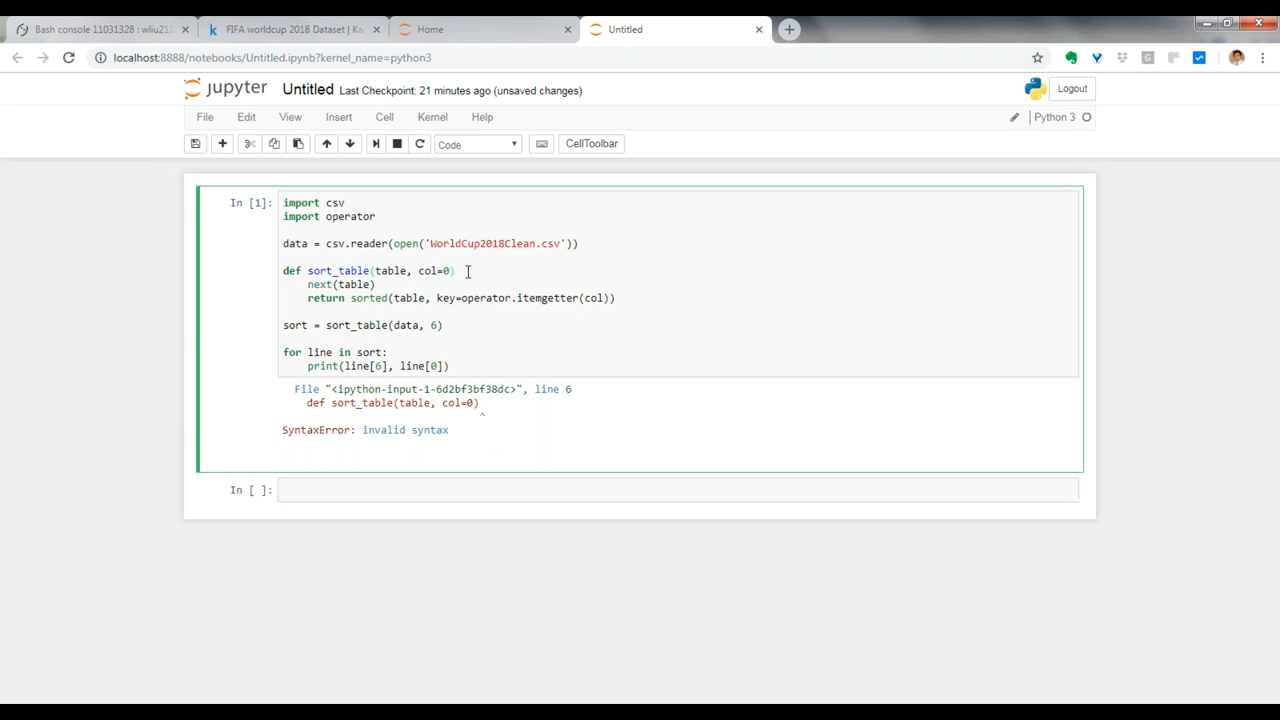 Bash console 11031328 : wliu21
FIFA worldcup 2018 Dataset | Ka
Home
Untitled
localhost:8888/notebooks/Untitled.ipynb?kernel_name=python3
jupyter Untitled Last Checkpoint: 21 minutes ago (unsaved changes)
Logout
File Edit View Insert Cell Kernel Help
Python 3
Code
CellToolbar
In [1]:
import csv
import operator
data = csv.reader(open('WorldCup2018Clean.csv'))
def sort_table(table, col=0)
next(table)
return sorted(table, key=operator.itemgetter(col))
sort = sort_table(data, 6)
for line in sort:
print(line[6], line[0])
File "<ipython-input-1-6d2bf3bf38dc>", line 6
def sort_table(table, col=0)
^
SyntaxError: invalid syntax
In [ ]: